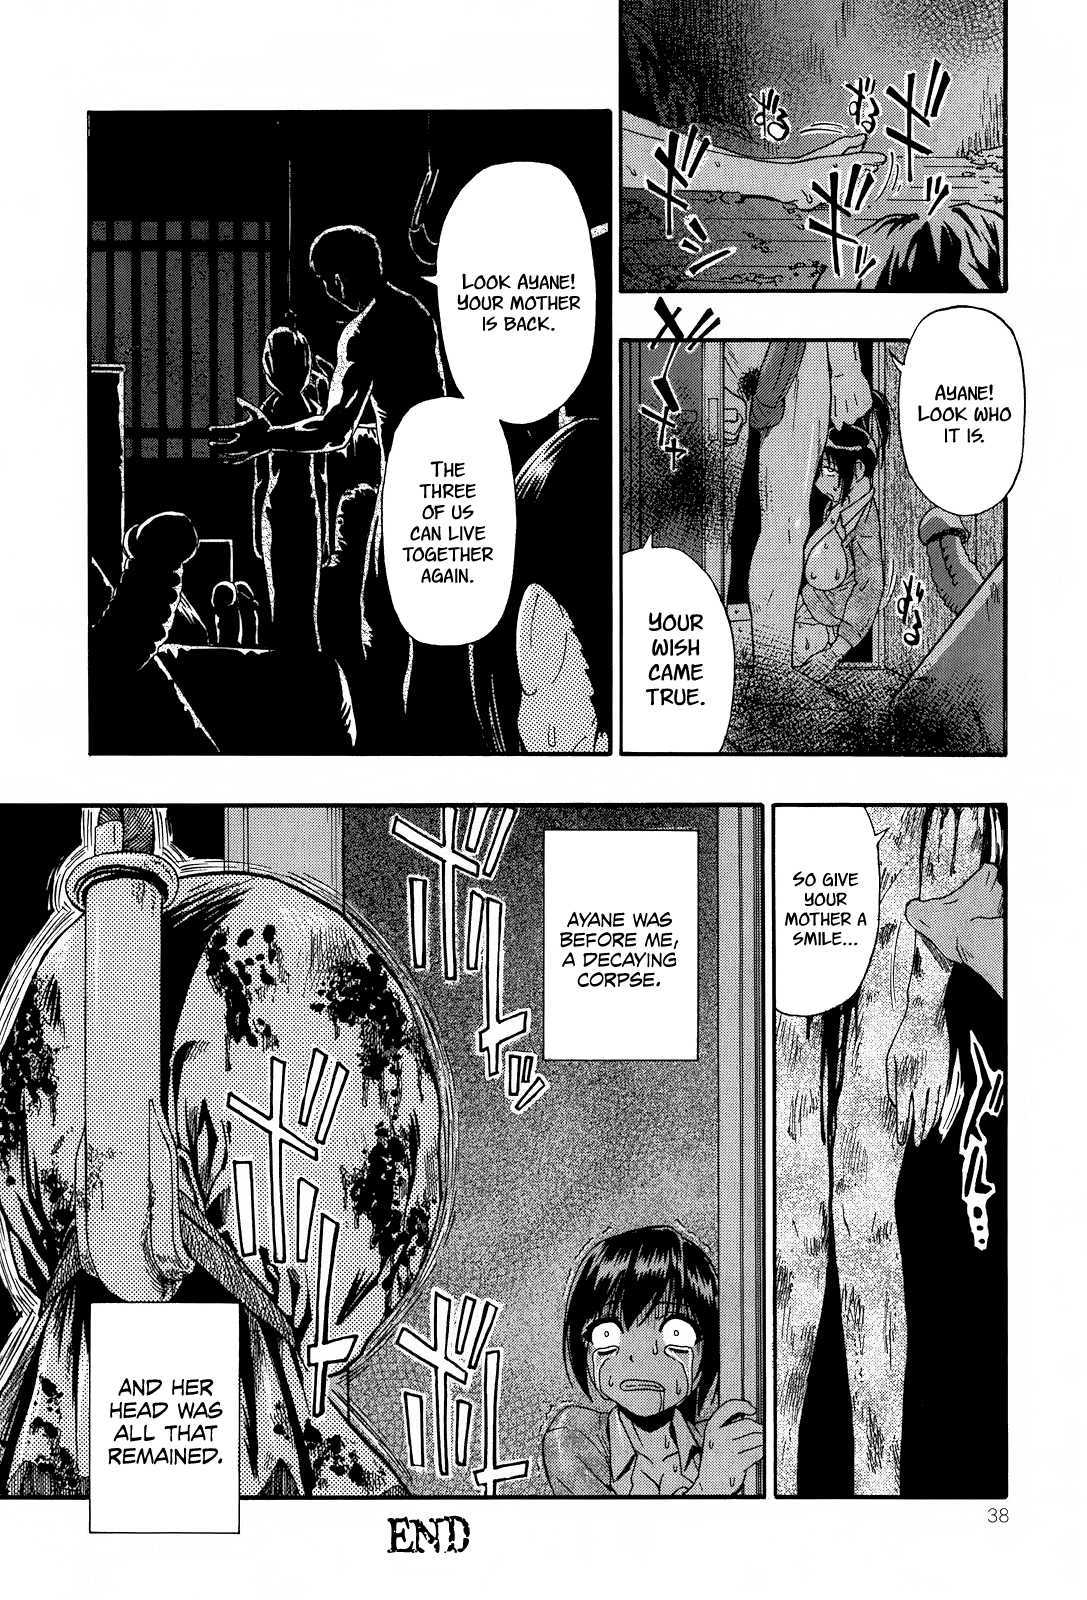 AYANE!
LOOK WHO
IT IS.
YOUR
WISH
CAME
TRUE.
LOOK AYANE!
YOUR MOTHER
IS BACK.
THE
THREE
OF US
CAN LIVE
TOGETHER
AGAIN.
SO GIVE
YOUR
MOTHER A
SMILE...
AYANE WAS
BEFORE ME,
A DECAYING
CORPSE.
AND HER
HEAD WAS
ALL THAT
REMAINED.
END
38